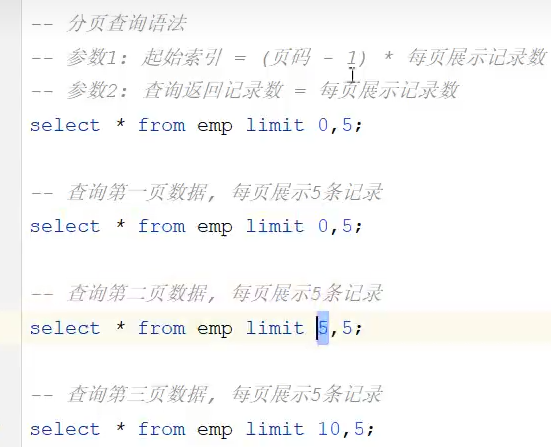 -- 分页查询语法
-- 参数1: 起始索引 = (页码 - 1) * 每页展示记录数
-- 参数2: 查询返回记录数 = 每页展示记录数
select * from emp limit 0,5;
-- 查询第一页数据, 每页展示5条记录
select * from emp limit 0,5;
-- 查询第二页数据, 每页展示5条记录
select * from emp limit 5,5;
-- 查询第三页数据, 每页展示5条记录
select * from emp limit 10,5;